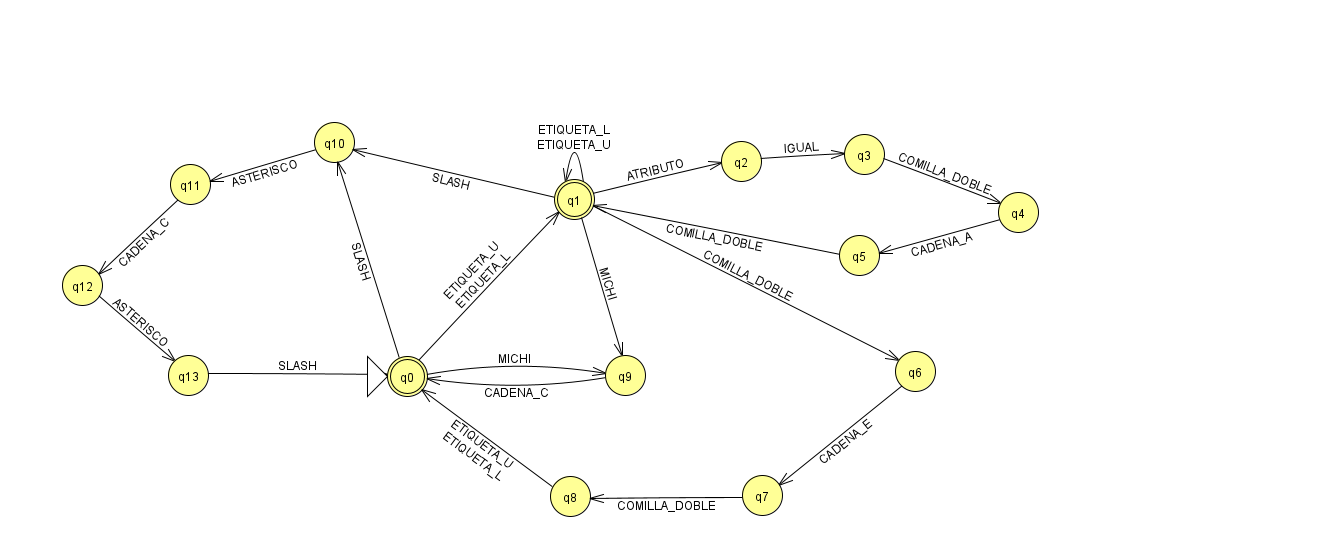 ETIQUETA_L
ETIQUETA_U
q10
q11
ASTERISCO
SLASH
q1
ATRIBUTO
q2
IGUAL
q3
COMILLA_DOBLE
q4
CADENA_A
q5
COMILLA_DOBLE
CADENA_C
SLASH
ETIQUETA_U
ETIQUETA_L
MICHI
COMILLA_DOBLE
q12
ASTERISCO
q13
SLASH
q0
MICHI
CADENA_C
q9
q6
ETIQUETA_U
ETIQUETA_L
CADENA_E
q8
COMILLA_DOBLE
q7